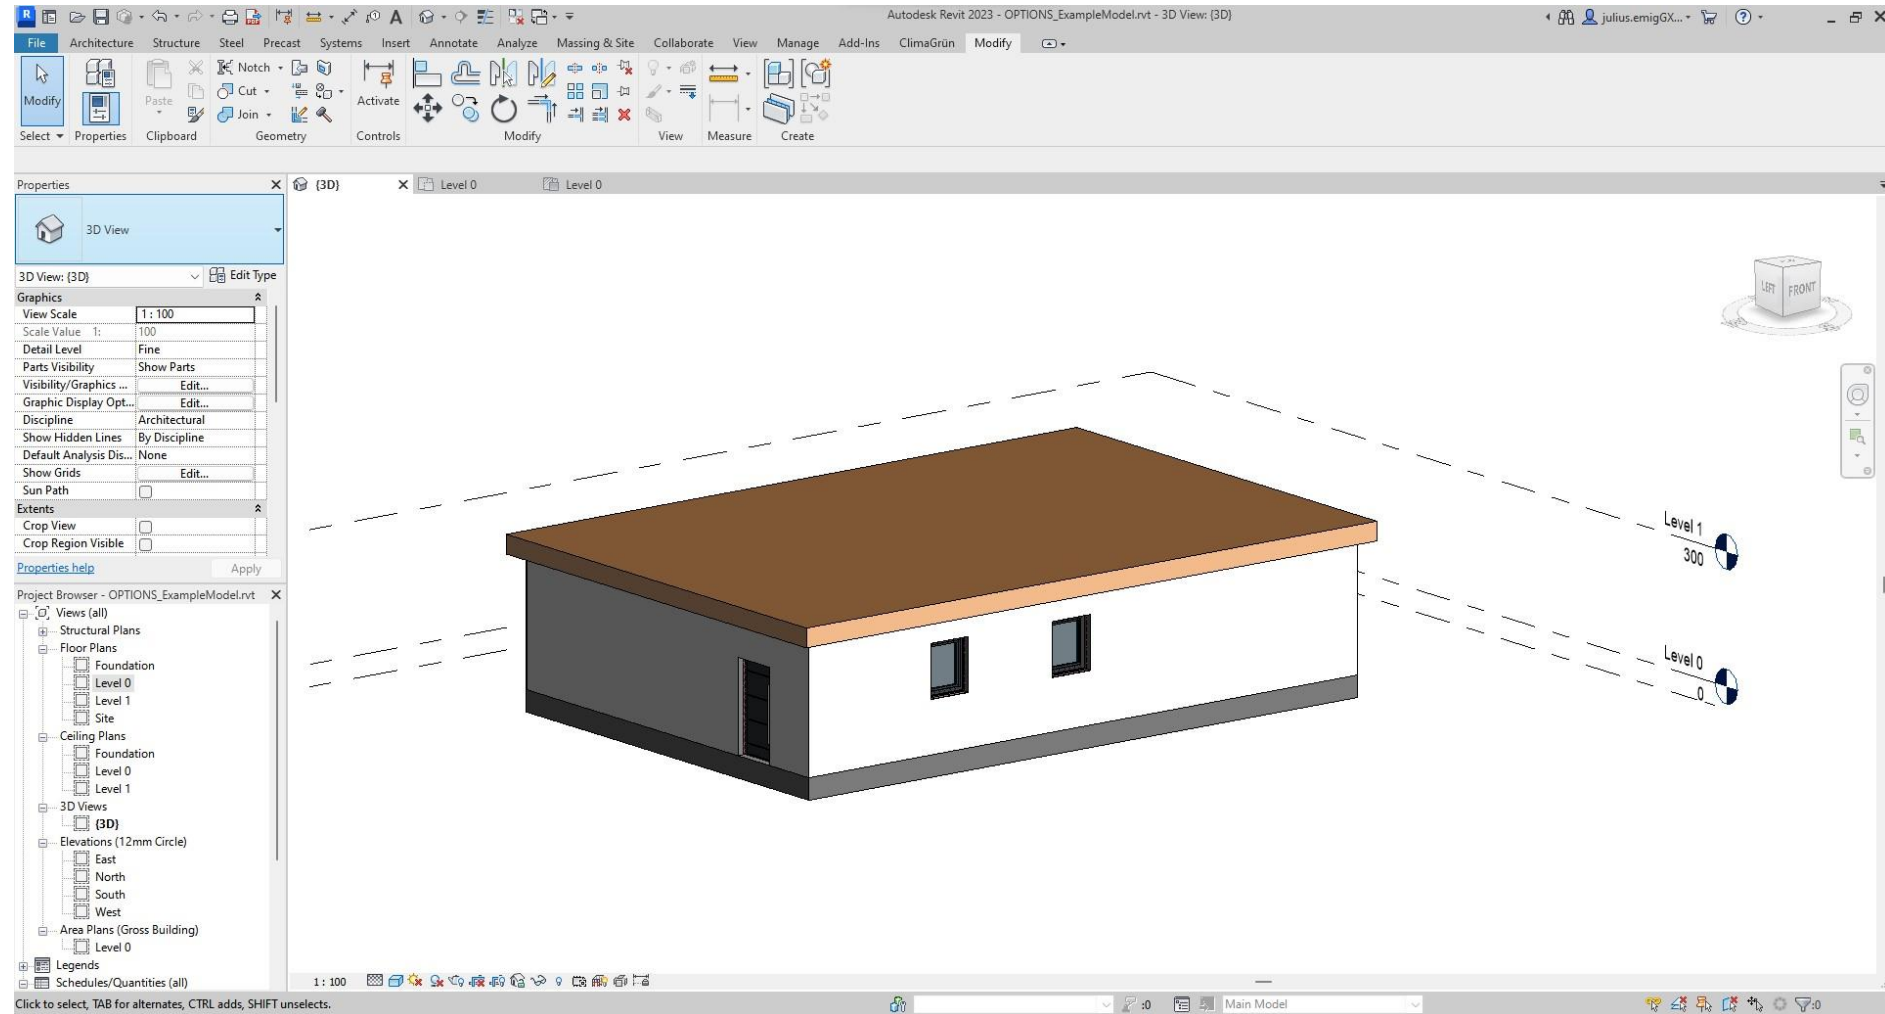 Autodesk Revit 2023 - OPTIONS_ExampleModel.rvt - 3D View: {3D}
julius.emigGX...
File Architecture Structure Steel Precast Systems Insert Annotate Analyze Massing & Site Collaborate View Manage Add-Ins ClimaGrün Modify
Notch
Modify Paste Cut Activate
Join
Select Properties Clipboard Geometry Controls Modify View Measure Create
Properties
{3D} Level 0 Level 0
3D View
3D View: {3D} Edit Type
Graphics
View Scale 1 : 100
Scale Value 1: 100
Detail Level Fine
Parts Visibility Show Parts
Visibility/Graphics ... Edit...
Graphic Display Opt... Edit...
Discipline Architectural
Show Hidden Lines By Discipline
Default Analysis Dis... None
Show Grids Edit...
Sun Path
Extents
Crop View
Crop Region Visible
Properties help Apply
Project Browser - OPTIONS_ExampleModel.rvt
Views (all)
Structural Plans
Floor Plans
Foundation
Level 0
Level 1
Site
Ceiling Plans
Foundation
Level 0
Level 1
3D Views
{3D}
Elevations (12mm Circle)
East
North
South
West
Area Plans (Gross Building)
Level 0
Legends
Schedules/Quantities (all)
LEFT FRONT
Level 1
300
Level 0
0
1 : 100
Click to select, TAB for alternates, CTRL adds, SHIFT unselects.
:0 Main Model :0